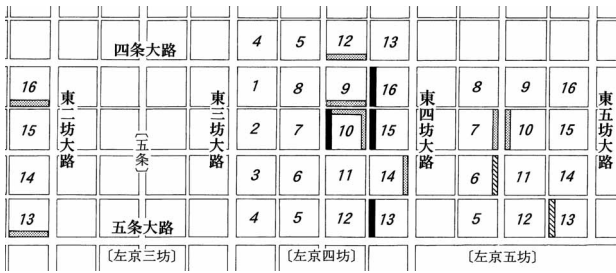 4 5 12 13
四条大路
16 1 8 9 16 8 9 16
東二坊大路
東三坊大路
東四坊大路
東五坊大路
15 〔五条〕 2 7 10 15 7 10 15
14 3 6 11 14 6 11 14
13 4 5 12 13 5 12 13
五条大路
〔左京三坊〕 〔左京四坊〕 〔左京五坊〕